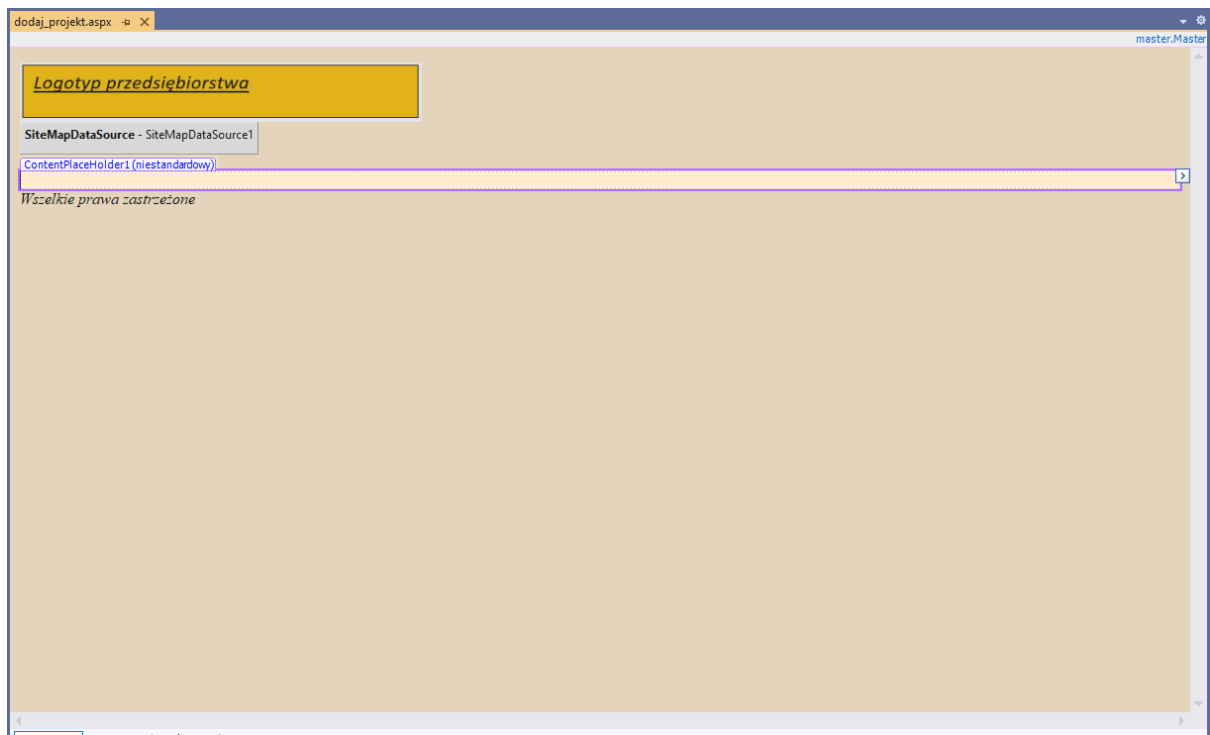 dodaj_projekt.aspx
master.Master
Logotyp przedsiębiorstwa
SiteMapDataSource - SiteMapDataSource1
ContentPlaceHolder1 (niestandardowy)
Wszelkie prawa zastrzeżone